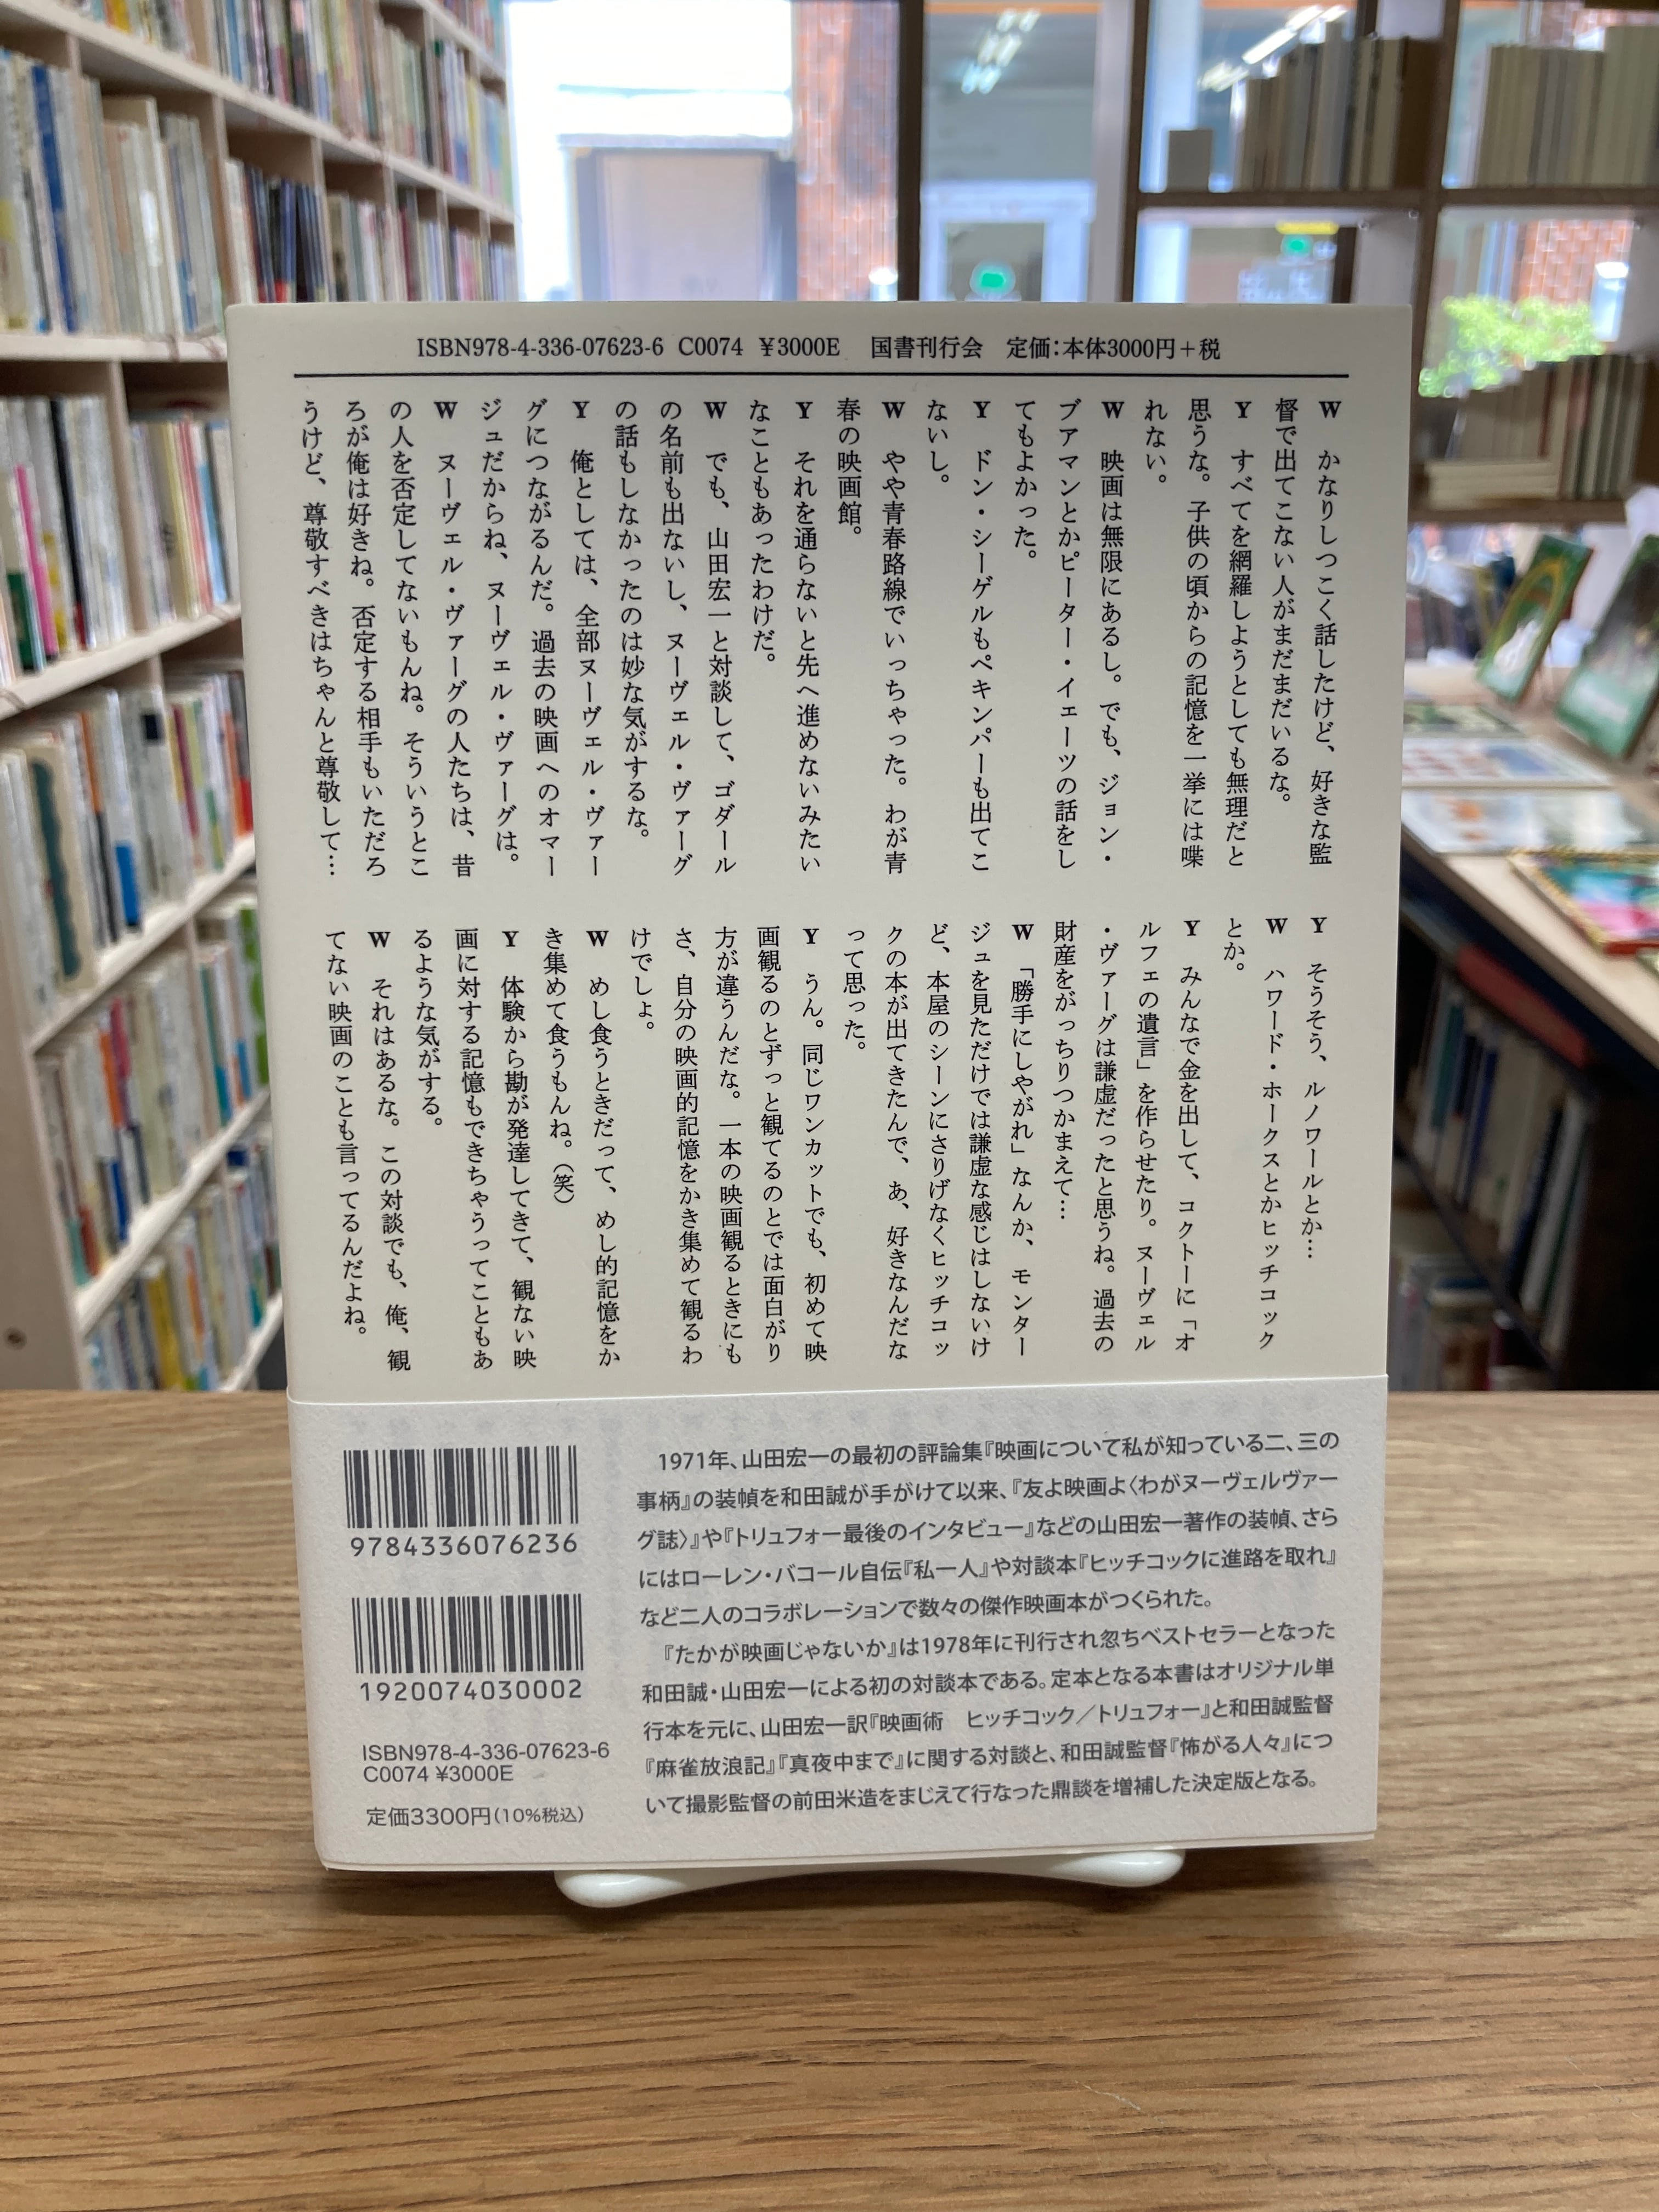 ISBN978-4-336-07623-6 C0074 ¥3000E 国書刊行会 定価：本体3000円＋税
W かなりしつこく話したけど、好きな監
督で出てこない人がまだまだいるな。
Y すべてを網羅しようとしても無理だと
思うな。子供の頃からの記憶を一挙には喋
れない。
W 映画は無限にあるし。でも、ジョン・
ブアマンとかピーター・イェーツの話をし
てもよかった。
Y ドン・シーゲルもペキンパーも出てこ
ないし。
W やや青春路線でいっちゃった。わが青
春の映画館。
Y それを通らないと先へ進めないみたい
なこともあったわけだ。
W でも、山田宏一と対談して、ゴダール
の名前も出ないし、ヌーヴェル・ヴァーグ
の話もしなかったのは妙な気がするな。
Y 俺としては、全部ヌーヴェル・ヴァー
グにつながるんだ。過去の映画へのオマー
ジュだからね、ヌーヴェル・ヴァーグは。
W ヌーヴェル・ヴァーグの人たちは、昔
の人を否定してないもんね。そういうとこ
ろが俺は好きね。否定する相手もいただろ
うけど、尊敬すべきはちゃんと尊敬して…
Y そうそう、ルノワールとか…
W ハワード・ホークスとかヒッチコック
とか。
Y みんなで金を出して、コクトーに「オ
ルフェの遺言」を作らせたり。ヌーヴェル
・ヴァーグは謙虚だったと思うね。過去の
財産をがっちりつかまえて…
W 「勝手にしやがれ」なんか、モンター
ジュを見ただけでは謙虚な感じはしないけ
ど、本屋のシーンにさりげなくヒッチコッ
クの本が出てきたんで、あ、好きなんだな
って思った。
Y うん。同じワンカットでも、初めて映
画観るのとずっと観てるのとでは面白がり
方が違うんだな。一本の映画観るときにも
さ、自分の映画的記憶をかき集めて観るわ
けでしょ。
W めし食うときだって、めし的記憶をか
き集めて食うもんね。（笑）
Y 体験から勘が発達してきて、観ない映
画に対する記憶もできちゃうってこともあ
るような気がする。
W それはあるな。この対談でも、俺、観
てない映画のことも言ってるんだよね。
9784336076236
1920074030002
ISBN978-4-336-07623-6
C0074 ¥3000E
定価3300円(10%税込)
1971年、山田宏一の最初の評論集『映画について私が知っている二、三の
事柄』の装幀を和田誠が手がけて以来、『友よ映画よ〈わがヌーヴェルヴァー
グ誌〉』や『トリュフォー最後のインタビュー』などの山田宏一著作の装幀、さら
にはローレン・バコール自伝『私一人』や対談本『ヒッチコックに進路を取れ』
など二人のコラボレーションで数々の傑作映画本がつくられた。
『たかが映画じゃないか』は1978年に刊行され忽ちベストセラーとなった
和田誠・山田宏一による初の対談本である。定本となる本書はオリジナル単
行本を元に、山田宏一訳『映画術 ヒッチコック／トリュフォー』と和田誠監督
『麻雀放浪記』『真夜中まで』に関する対談と、和田誠監督『怖がる人々』につ
いて撮影監督の前田米造をまじえて行なった鼎談を増補した決定版となる。